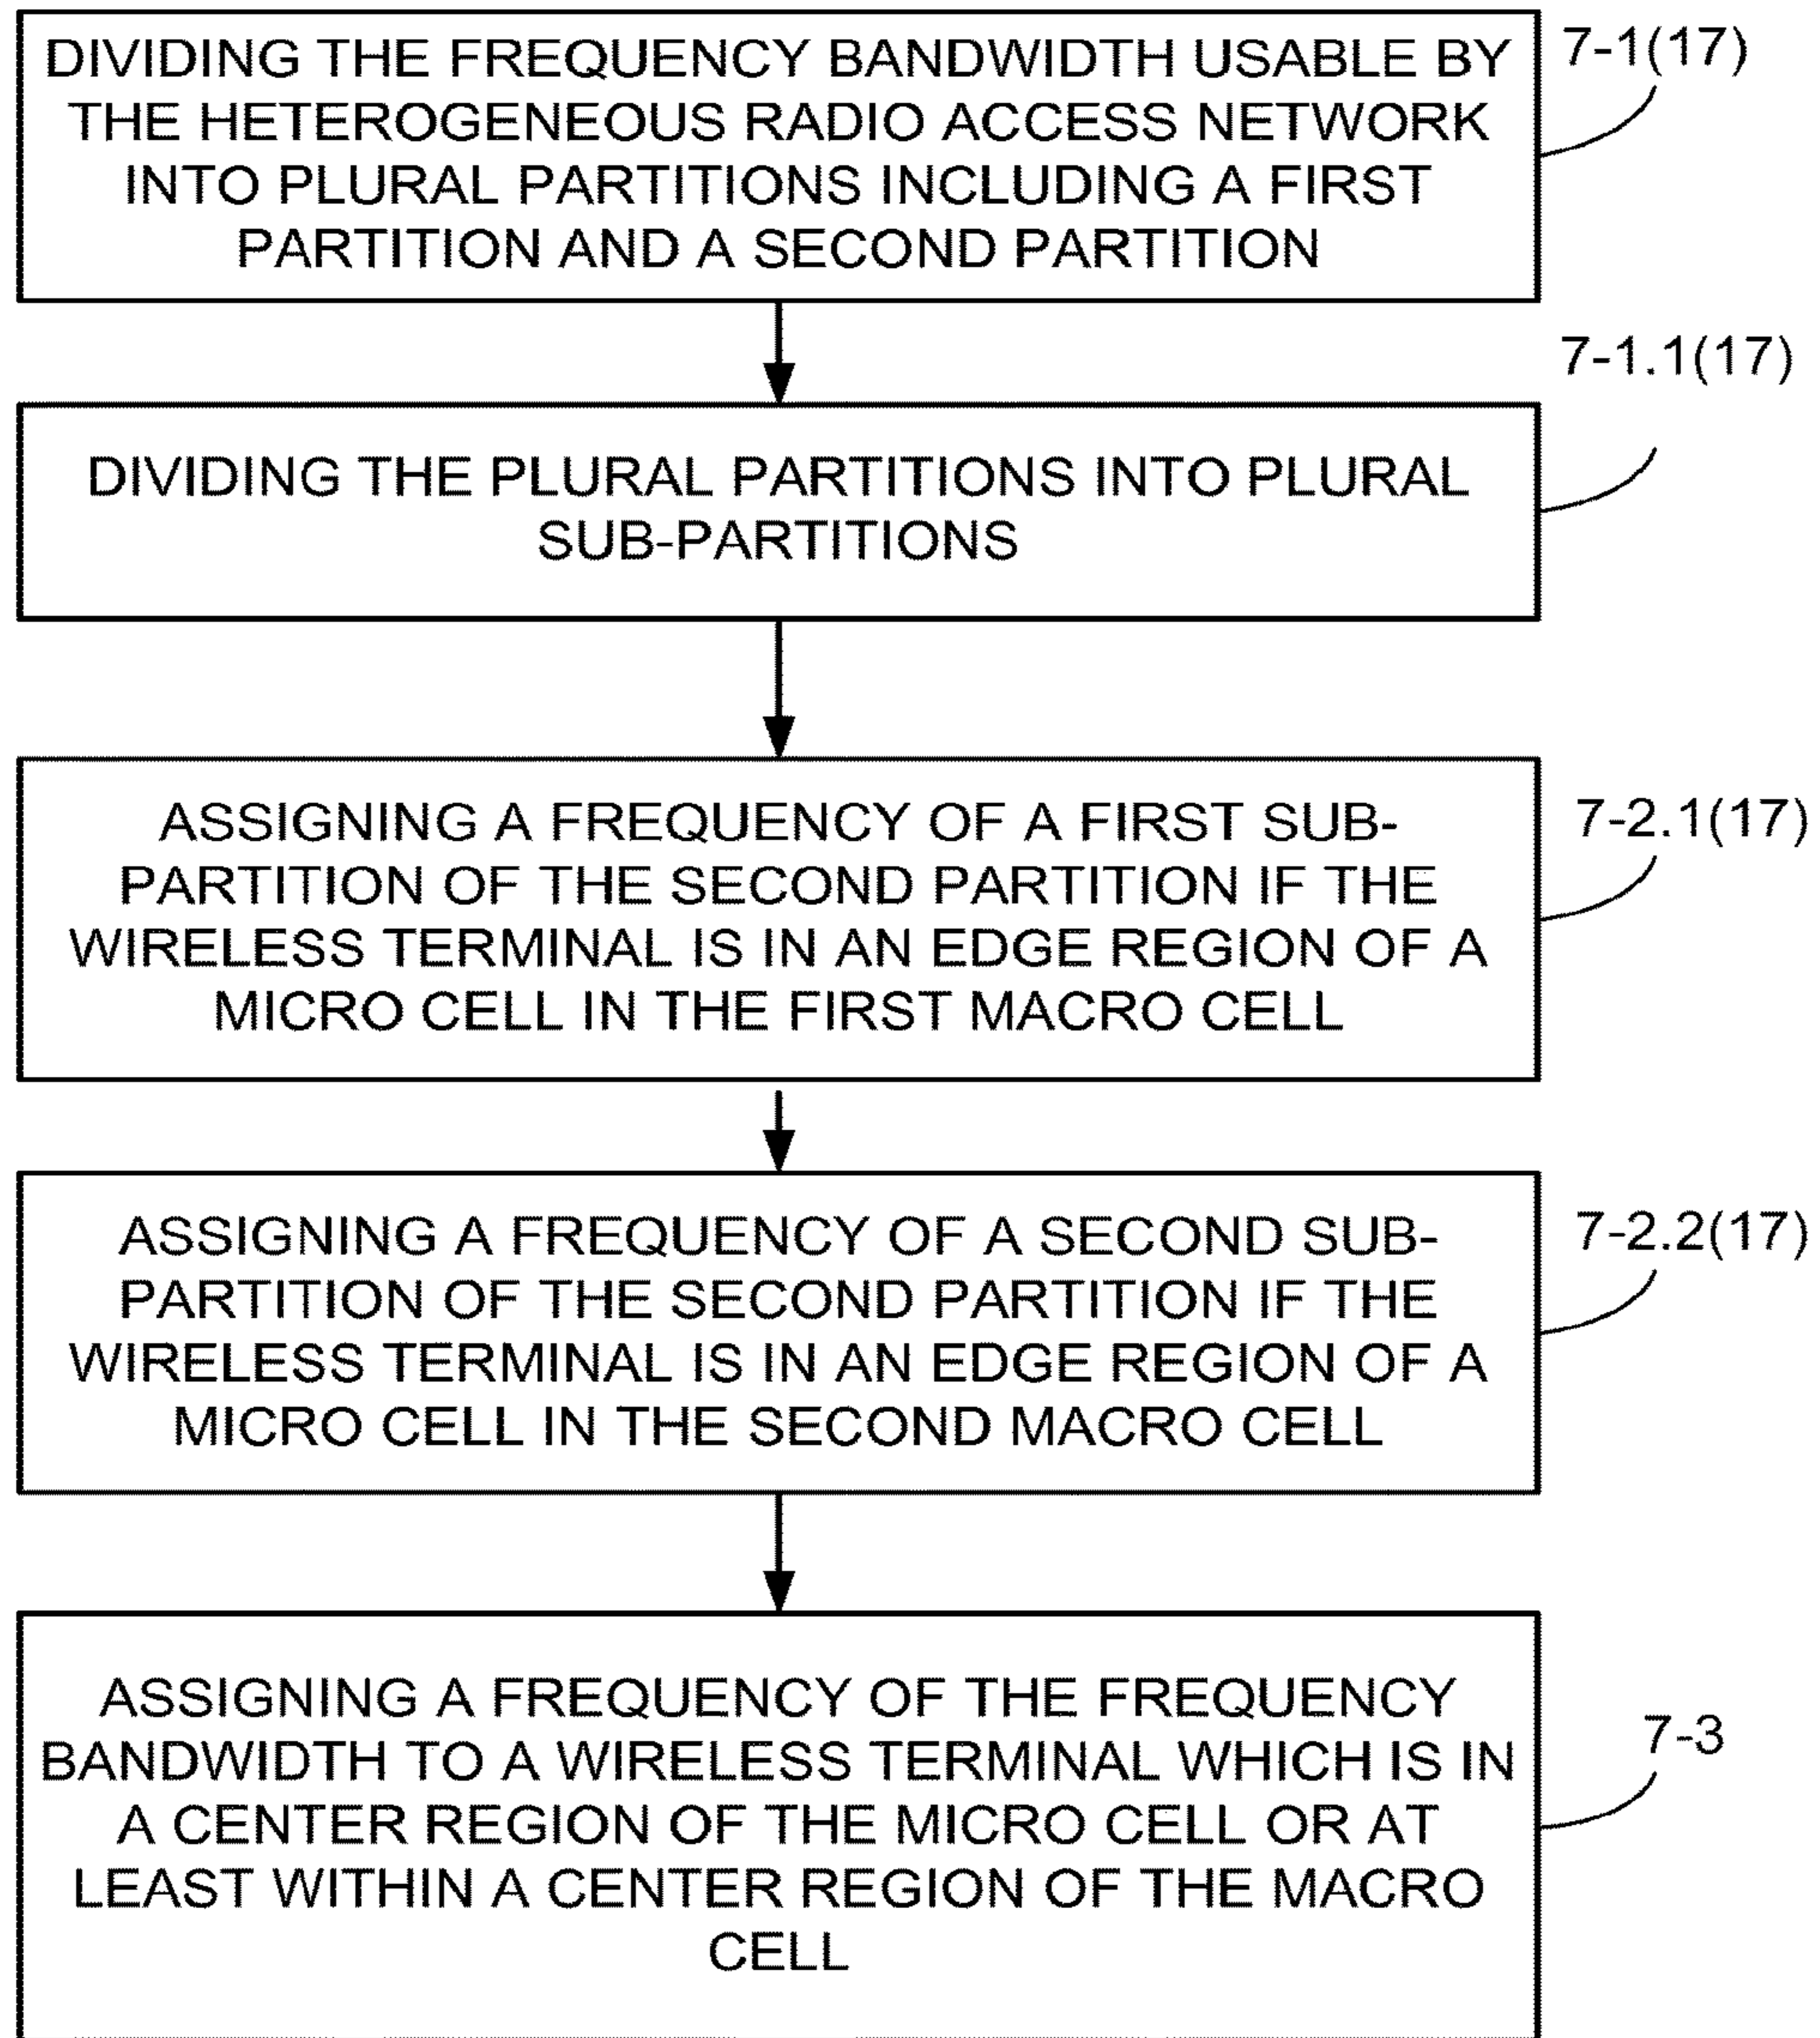 DIVIDING THE FREQUENCY BANDWIDTH USABLE BY
THE HETEROGENEOUS RADIO ACCESS NETWORK
INTO PLURAL PARTITIONS INCLUDING A FIRST
PARTITION AND A SECOND PARTITION
7-1(17)
7-1.1(17)
DIVIDING THE PLURAL PARTITIONS INTO PLURAL
SUB-PARTITIONS
ASSIGNING A FREQUENCY OF A FIRST SUB-
PARTITION OF THE SECOND PARTITION IF THE
WIRELESS TERMINAL IS IN AN EDGE REGION OF A
MICRO CELL IN THE FIRST MACRO CELL
7-2.1(17)
ASSIGNING A FREQUENCY OF A SECOND SUB-
PARTITION OF THE SECOND PARTITION IF THE
WIRELESS TERMINAL IS IN AN EDGE REGION OF A
MICRO CELL IN THE SECOND MACRO CELL
7-2.2(17)
ASSIGNING A FREQUENCY OF THE FREQUENCY
BANDWIDTH TO A WIRELESS TERMINAL WHICH IS IN
A CENTER REGION OF THE MICRO CELL OR AT
LEAST WITHIN A CENTER REGION OF THE MACRO
CELL
7-3